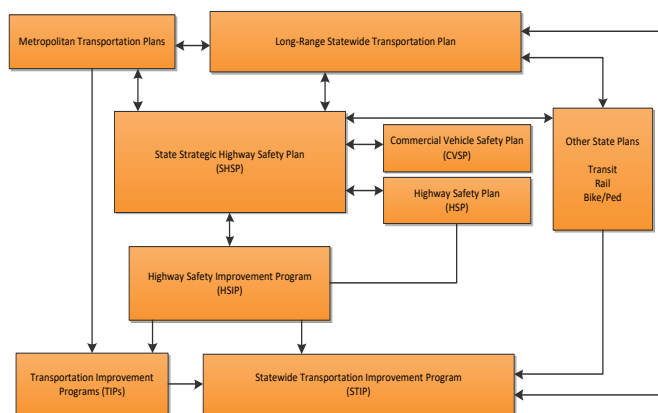 Metropolitan Transportation Plans
Long-Range Statewide Transportation Plan
State Strategic Highway Safety Plan
(SHSP)
Commercial Vehicle Safety Plan
(CVSP)
Highway Safety Plan
(HSP)
Other State Plans
Transit
Rail
Bike/Ped
Highway Safety Improvement Program
(HSIP)
Transportation Improvement
Programs (TIPs)
Statewide Transportation Improvement Program
(STIP)